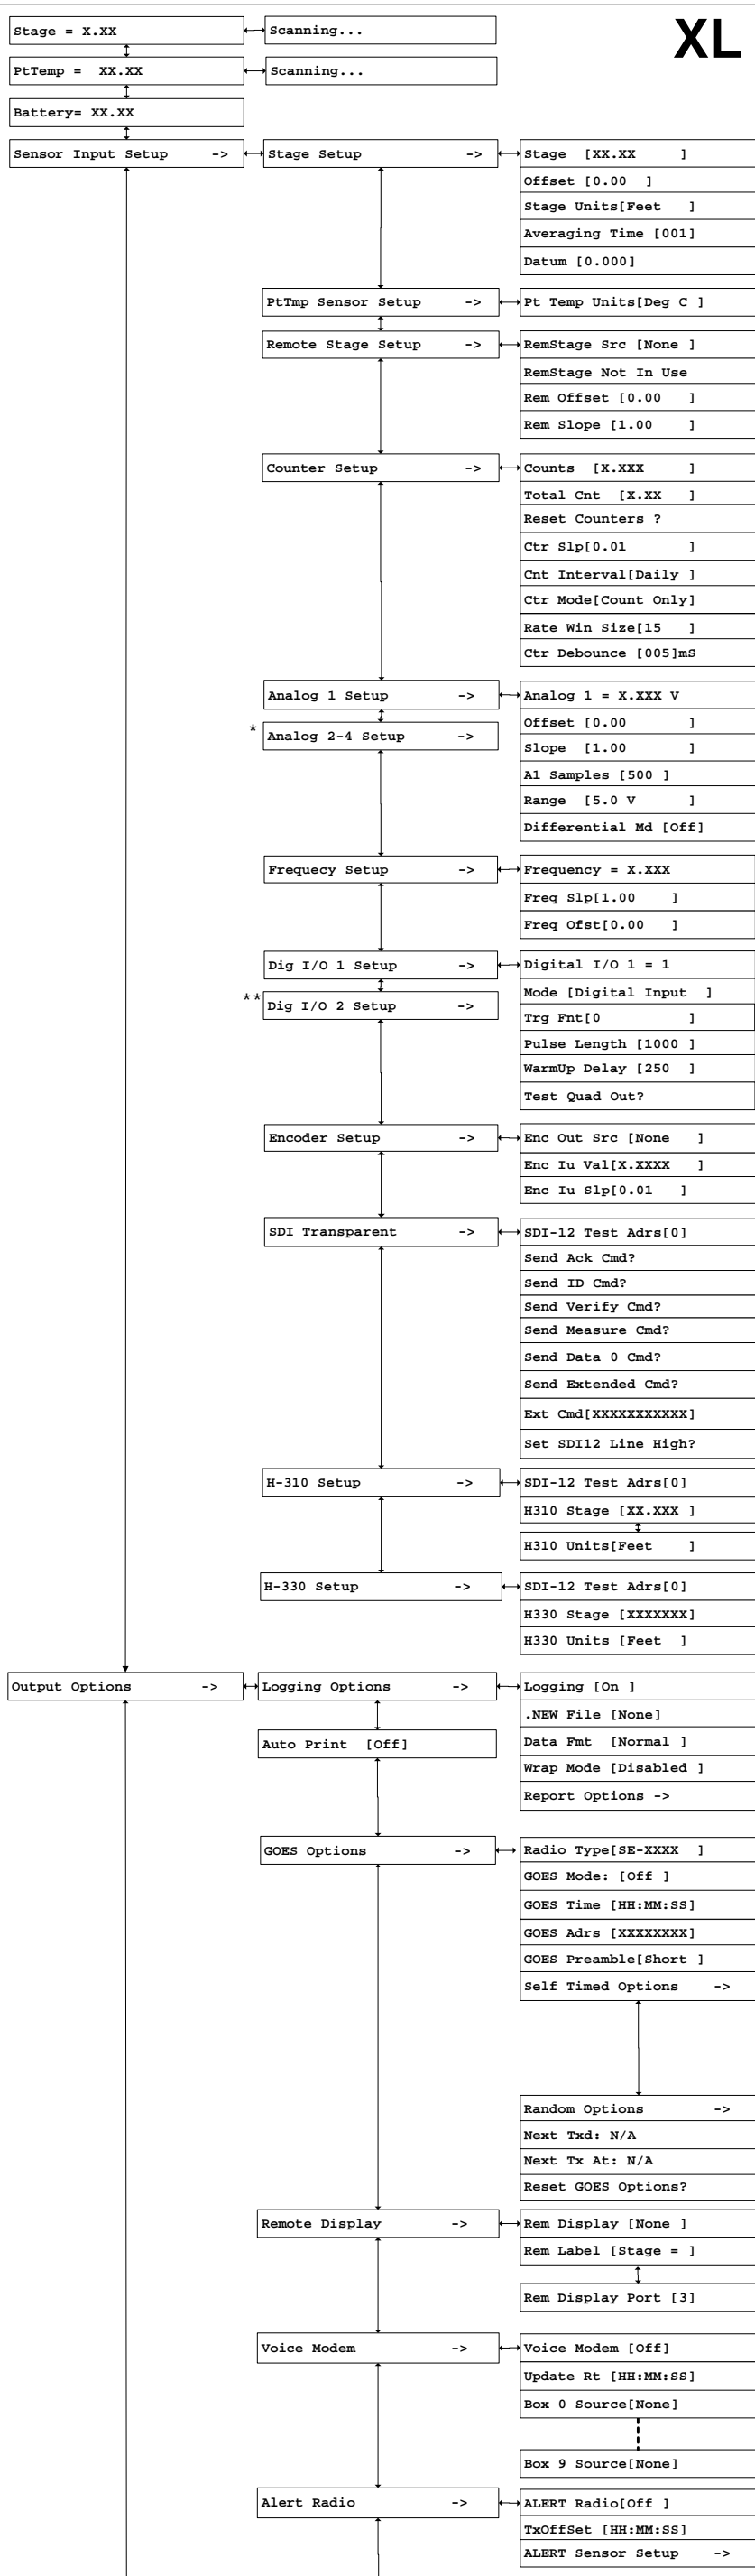 XL
Stage = X.XX
Scanning...
PtTemp =  XX.XX
Scanning...
Battery= XX.XX
Sensor Input Setup ->
Stage Setup ->
Stage [XX.XX ]
Offset [0.00 ]
Stage Units[Feet ]
Averaging Time [001]
Datum [0.000]
PtTmp Sensor Setup ->
Pt Temp Units[Deg C ]
Remote Stage Setup ->
RemStage Src [None ]
RemStage Not In Use
Rem Offset [0.00 ]
Rem Slope [1.00 ]
Counter Setup ->
Counts [X.XXX ]
Total Cnt [X.XX ]
Reset Counters ?
Ctr Slp[0.01 ]
Cnt Interval[Daily ]
Ctr Mode[Count Only]
Rate Win Size[15 ]
Ctr Debounce [005]mS
Analog 1 Setup ->
Analog 1 = X.XXX V
* Analog 2-4 Setup ->
Offset [0.00 ]
Slope [1.00 ]
A1 Samples [500 ]
Range [5.0 V ]
Differential Md [Off]
Frequecy Setup ->
Frequency = X.XXX
Freq Slp[1.00 ]
Freq Ofst[0.00 ]
Dig I/O 1 Setup ->
Digital I/O 1 = 1
** Dig I/O 2 Setup ->
Mode [Digital Input ]
Trg Fnt[0 ]
Pulse Length [1000 ]
WarmUp Delay [250 ]
Test Quad Out?
Encoder Setup ->
Enc Out Src [None ]
Enc Iu Val[X.XXXX ]
Enc Iu Slp[0.01 ]
SDI Transparent ->
SDI-12 Test Adrs[0]
Send Ack Cmd?
Send ID Cmd?
Send Verify Cmd?
Send Measure Cmd?
Send Data 0 Cmd?
Send Extended Cmd?
Ext Cmd[XXXXXXXXXXX]
Set SDI12 Line High?
H-310 Setup ->
SDI-12 Test Adrs[0]
H310 Stage [XX.XXX ]
H310 Units[Feet ]
H-330 Setup ->
SDI-12 Test Adrs[0]
H330 Stage [XXXXXXX]
H330 Units [Feet ]
Output Options ->
Logging Options ->
Logging [On ]
.NEW File [None]
Auto Print [Off]
Data Fmt [Normal ]
Wrap Mode [Disabled ]
Report Options ->
GOES Options ->
Radio Type[SE-XXXX ]
GOES Mode: [Off ]
GOES Time [HH:MM:SS]
GOES Adrs [XXXXXXXX]
GOES Preamble[Short ]
Self Timed Options ->
Random Options ->
Next Txd: N/A
Next Tx At: N/A
Reset GOES Options?
Remote Display ->
Rem Display [None ]
Rem Label [Stage = ]
Rem Display Port [3]
Voice Modem ->
Voice Modem [Off]
Update Rt [HH:MM:SS]
Box 0 Source[None]
Box 9 Source[None]
Alert Radio ->
ALERT Radio[Off ]
TxOffSet [HH:MM:SS]
ALERT Sensor Setup ->